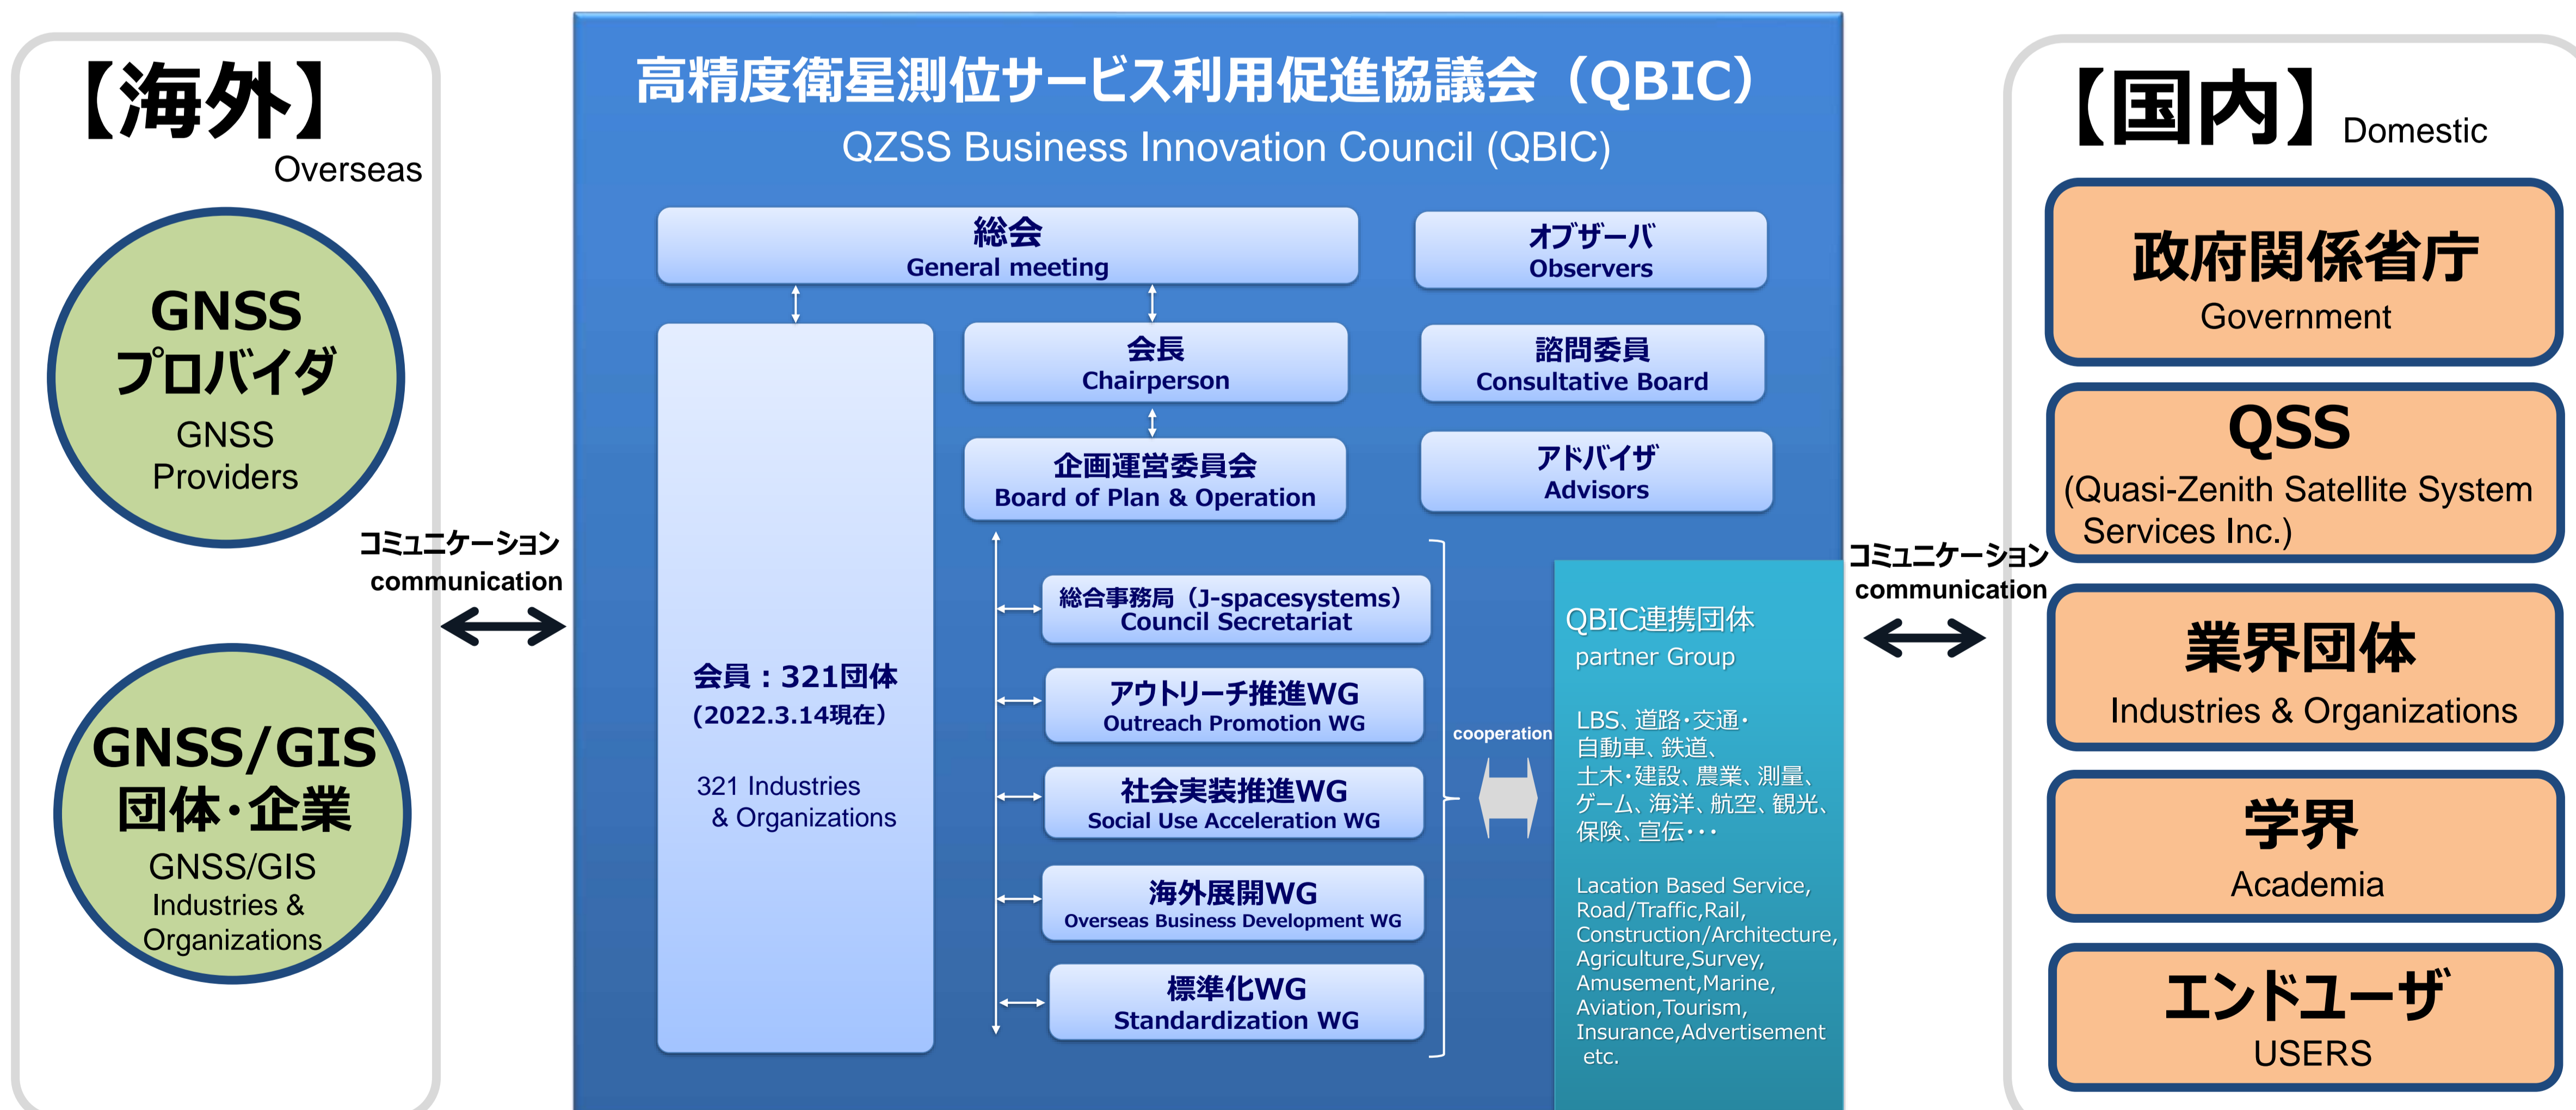 【海外】
Overseas
GNSS
プロバイダ
GNSS
Providers
GNSS/GIS
団体・企業
GNSS/GIS
Industries &
Organizations
コミュニケーション
communication
高精度衛星測位サービス利用促進協議会（QBIC）
QZSS Business Innovation Council (QBIC)
総会
General meeting
オブザーバ
Observers
会長
Chairperson
諮問委員
Consultative Board
企画運営委員会
Board of Plan & Operation
アドバイザ
Advisors
会員：321団体
(2022.3.14現在）
321 Industries
& Organizations
総合事務局（J-spacesystems）
Council Secretariat
アウトリーチ推進WG
Outreach Promotion WG
社会実装推進WG
Social Use Acceleration WG
海外展開WG
Overseas Business Development WG
標準化WG
Standardization WG
cooperation
QBIC連携団体
partner Group
LBS、道路・交通・
自動車、鉄道、
土木・建設、農業、測量、
ゲーム、海洋、航空、観光、
保険、宣伝・・・
Lacation Based Service,
Road/Traffic,Rail,
Construction/Architecture,
Agriculture,Survey,
Amusement,Marine,
Aviation,Tourism,
Insurance,Advertisement
etc.
コミュニケーション
communication
【国内】 Domestic
政府関係省庁
Government
QSS
(Quasi-Zenith Satellite System
Services Inc.)
業界団体
Industries & Organizations
学界
Academia
エンドユーザ
USERS